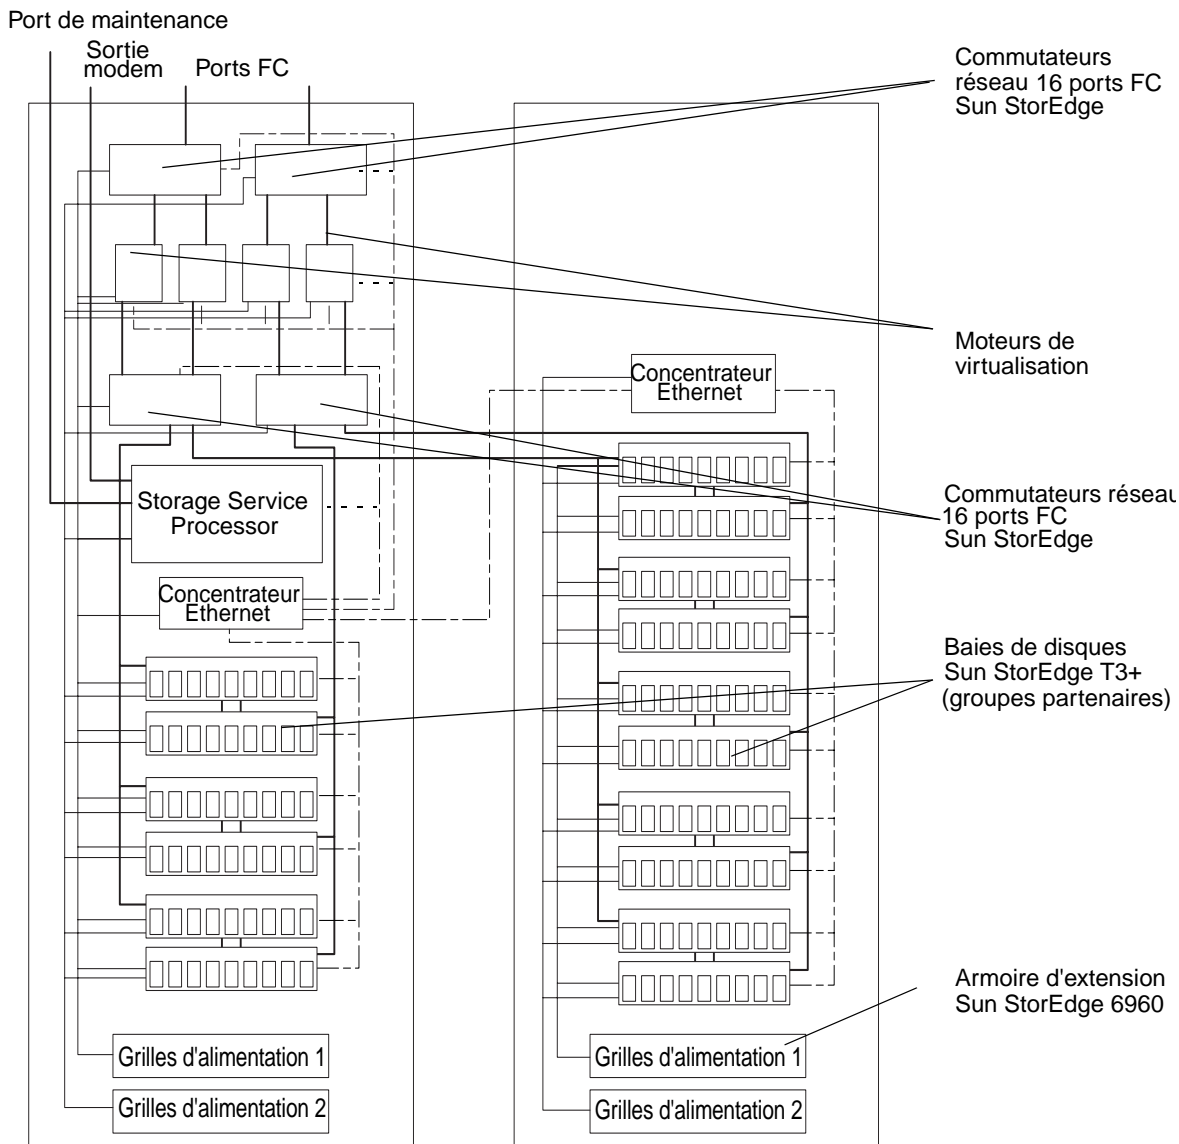 Port de maintenance
Sortie
modem
Ports FC
Commutateurs
réseau 16 ports FC
Sun StorEdge
Moteurs de
virtualisation
Concentrateur
Ethernet
Storage Service
Processor
Commutateurs réseau
16 ports FC
Sun StorEdge
Concentrateur
Ethernet
Baies de disques
Sun StorEdge T3+
(groupes partenaires)
Armoire d'extension
Sun StorEdge 6960
Grilles d'alimentation 1
Grilles d'alimentation 1
Grilles d'alimentation 2
Grilles d'alimentation 2